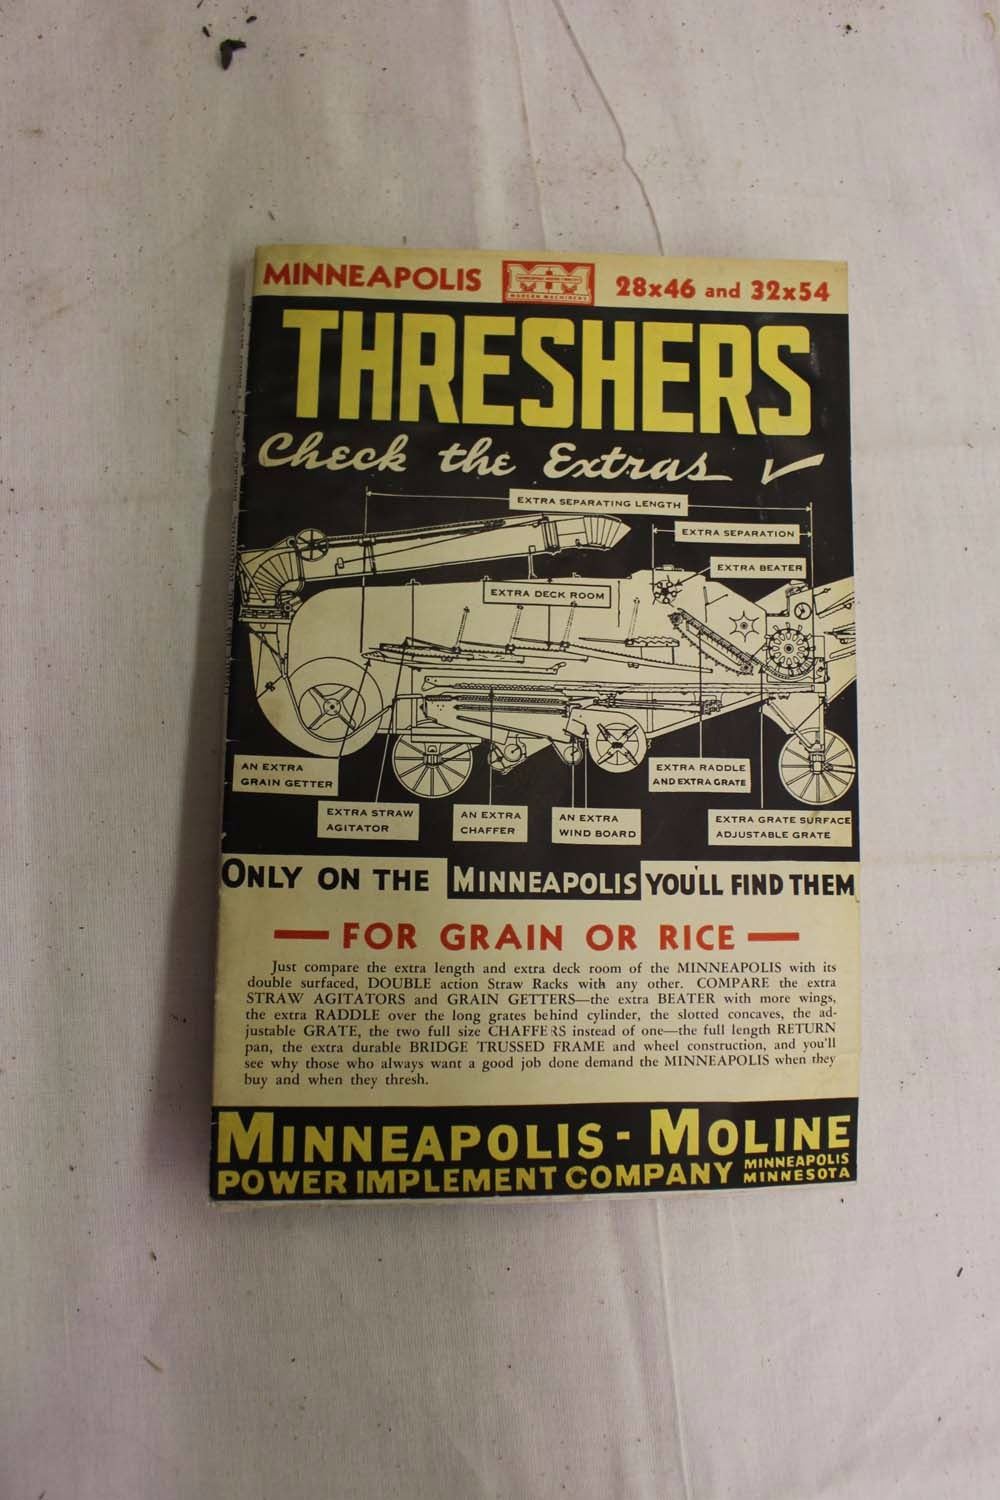 MINNEAPOLIS MM MODERN MACHINERY 28x46 and 32x54
THRESHERS
Check the Extras
EXTRA SEPARATING LENGTH
EXTRA SEPARATION
EXTRA BEATER
EXTRA DECK ROOM
AN EXTRA
GRAIN GETTER
EXTRA STRAW
AGITATOR
AN EXTRA
CHAFFER
AN EXTRA
WIND BOARD
EXTRA RADDLE
AND EXTRA GRATE
EXTRA GRATE SURFACE
ADJUSTABLE GRATE
ONLY ON THE MINNEAPOLIS YOU'LL FIND THEM
FOR GRAIN OR RICE
Just compare the extra length and extra deck room of the MINNEAPOLIS with its
double surfaced, DOUBLE action Straw Racks with any other. COMPARE the extra
STRAW AGITATORS and GRAIN GETTERS—the extra BEATER with more wings,
the extra RADDLE over the long grates behind cylinder, the slotted concaves, the ad-
justable GRATE, the two full size CHAFFERS instead of one—the full length RETURN
pan, the extra durable BRIDGE TRUSSED FRAME and wheel construction, and you'll
see why those who always want a good job done demand the MINNEAPOLIS when they
buy and when they thresh.
MINNEAPOLIS-MOLINE
POWER IMPLEMENT COMPANY MINNEAPOLIS
MINNESOTA